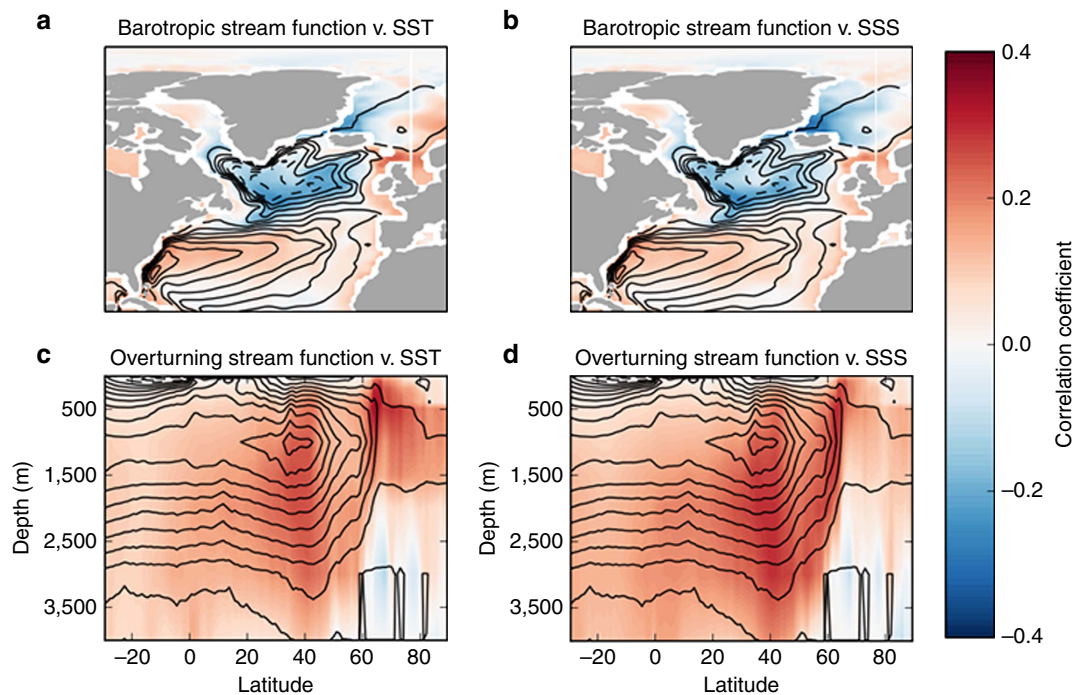 a
Barotropic stream function v. SST
b
Barotropic stream function v. SSS
0.4
0.2
0.0
–0.2
–0.4
Correlation coefficient
c
Overturning stream function v. SST
500
1,500
2,500
3,500
Depth (m)
–20 0 20 40 60 80
Latitude
d
Overturning stream function v. SSS
500
1,500
2,500
3,500
Depth (m)
–20 0 20 40 60 80
Latitude